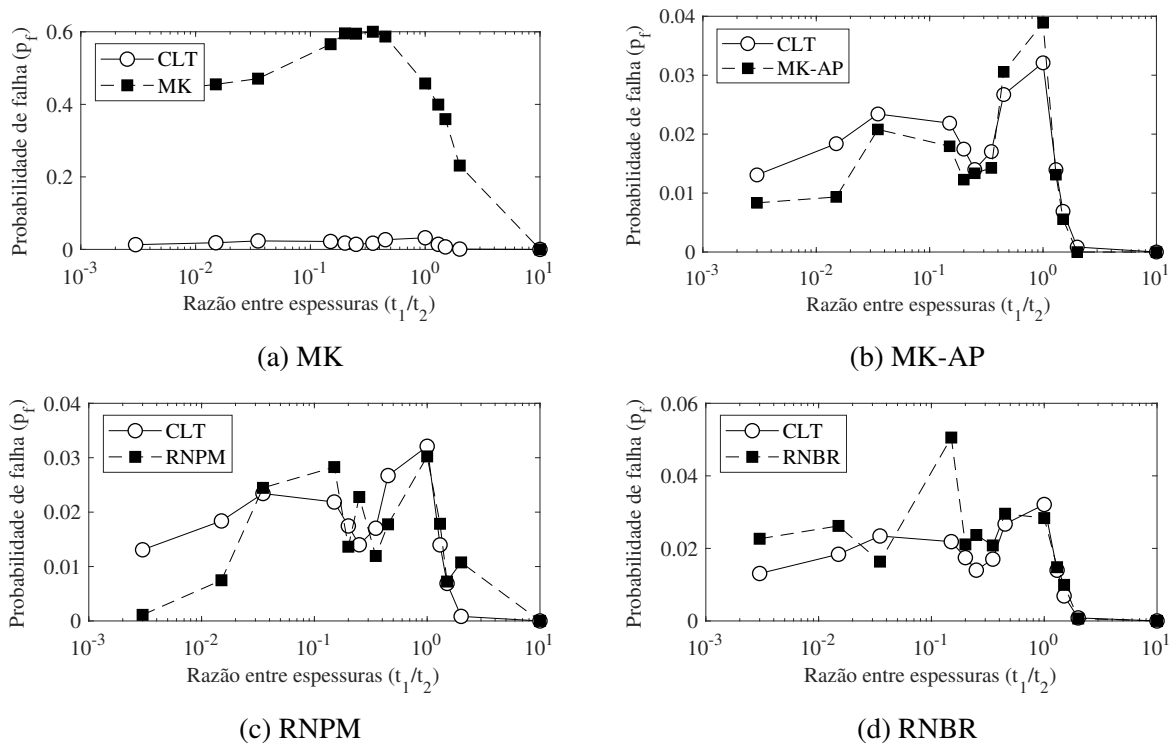 0.6
0.4
0.2
0
Probabilidade de falha (p_f)
CLT
MK
10^-3
10^-2
10^-1
10^0
10^1
Razão entre espessuras (t_1/t_2)
(a) MK
0.04
0.03
0.02
0.01
0
Probabilidade de falha (p_f)
CLT
MK-AP
10^-3
10^-2
10^-1
10^0
10^1
Razão entre espessuras (t_1/t_2)
(b) MK-AP
0.04
0.03
0.02
0.01
0
Probabilidade de falha (p_f)
CLT
RNPM
10^-3
10^-2
10^-1
10^0
10^1
Razão entre espessuras (t_1/t_2)
(c) RNPM
0.06
0.04
0.02
0
Probabilidade de falha (p_f)
CLT
RNBR
10^-3
10^-2
10^-1
10^0
10^1
Razão entre espessuras (t_1/t_2)
(d) RNBR